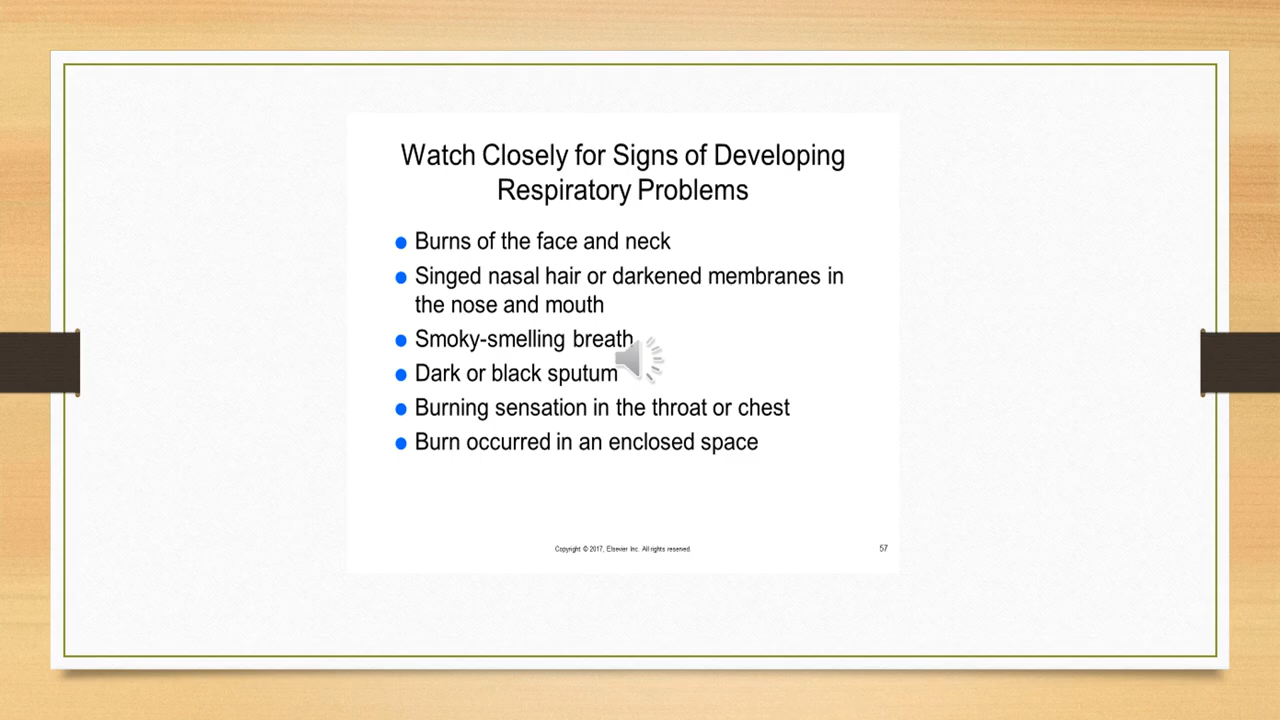 Watch Closely for Signs of Developing
Respiratory Problems
● Burns of the face and neck
● Singed nasal hair or darkened membranes in
the nose and mouth
● Smoky-smelling breath
● Dark or black sputum
● Burning sensation in the throat or chest
● Burn occurred in an enclosed space
Copyright © 2017, Elsevier Inc. All rights reserved.
57